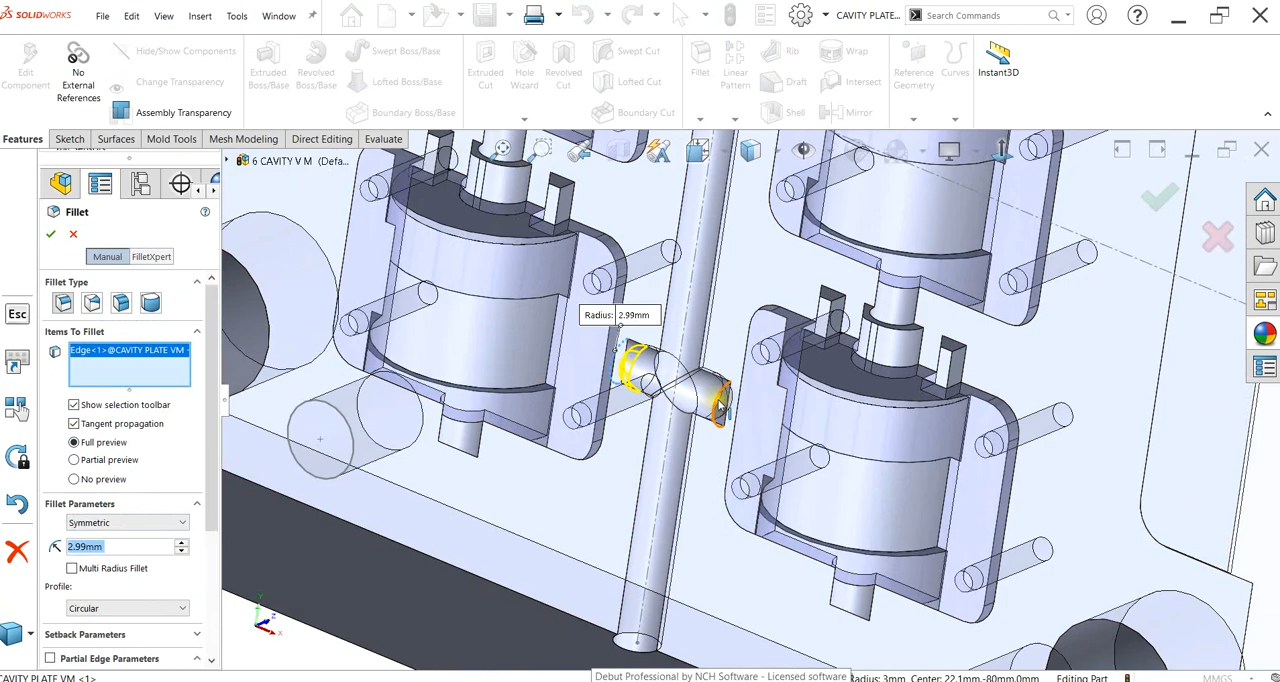 SOLIDWORKS
File
Edit
View
Insert
Tools
Window
CAVITY PLATE...
Search Commands
Edit
Component
No
External
References
Hide/Show Components
Change Transparency
Assembly Transparency
Extruded
Boss/Base
Revolved
Boss/Base
Swept Boss/Base
Lofted Boss/Base
Boundary Boss/Base
Extruded
Cut
Hole
Wizard
Revolved
Cut
Swept Cut
Lofted Cut
Boundary Cut
Fillet
Linear
Pattern
Rib
Draft
Shell
Wrap
Intersect
Mirror
Reference
Geometry
Curves
Instant3D
Features
Sketch
Surfaces
Mold Tools
Mesh Modeling
Direct Editing
Evaluate
6 CAVITY V M (Defa...
Fillet
Manual
FilletXpert
Fillet Type
Items To Fillet
Edge<1>@CAVITY PLATE VM -
Show selection toolbar
Tangent propagation
Full preview
Partial preview
No preview
Fillet Parameters
Symmetric
2.99mm
Multi Radius Fillet
Profile:
Circular
Setback Parameters
Partial Edge Parameters
Esc
Radius: 2.99mm
Y
Z
X
CAVITY PLATE VM <1>
Debut Professional by NCH Software - Licensed software
Radius: 3mm Center: 22.1mm,-80mm,0mm
Editing Part
MMGS